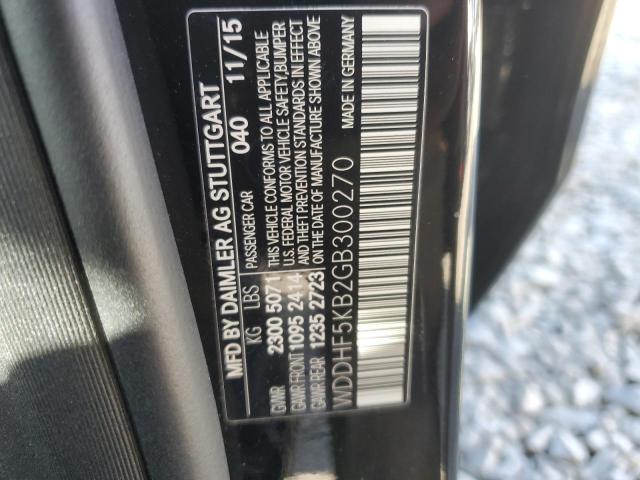 MFD BY DAIMLER AG STUTTGART
PASSENGER CAR 040 11/15
KG LBS
GVWR 2300 5071
GAWR FRONT 1095 2414
GAWR REAR 1235 2723
THIS VEHICLE CONFORMS TO ALL APPLICABLE
U.S. FEDERAL MOTOR VEHICLE SAFETY,BUMPER
AND THEFT PREVENTION STANDARDS IN EFFECT
ON THE DATE OF MANUFACTURE SHOWN ABOVE
WDDHF5KB2GB300270
MADE IN GERMANY